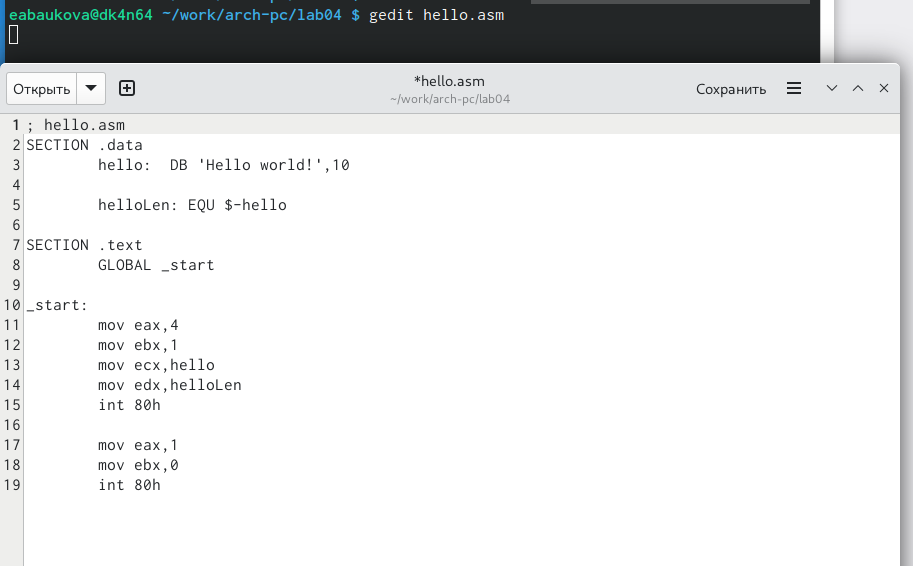 eabaukova@dk4n64 ~/work/arch-pc/lab04 $ gedit hello.asm
Открыть
*hello.asm
~/work/arch-pc/lab04
Сохранить
1 ; hello.asm
2 SECTION .data
3         hello:  DB 'Hello world!',10
4
5         helloLen: EQU $-hello
6
7 SECTION .text
8         GLOBAL _start
9
10 _start:
11         mov eax,4
12         mov ebx,1
13         mov ecx,hello
14         mov edx,helloLen
15         int 80h
16
17         mov eax,1
18         mov ebx,0
19         int 80h